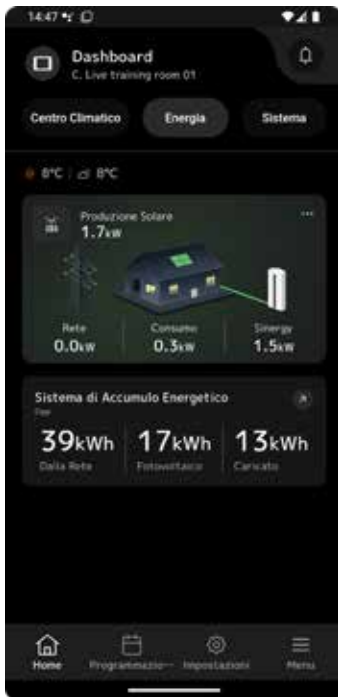 14:47
Dashboard
C. Live training room 01
Centro Climatico Energia Sistema
8°C 8°C
Produzione Solare
1.7kW
Rete Consumo Sinergy
0.0kW 0.3kW 1.5kW
Sistema di Accumulo Energetico
39kWh 17kWh 13kWh
Dalla Rete Fotovoltaico Caricato
Home Programmazio··· Impostazioni Menu